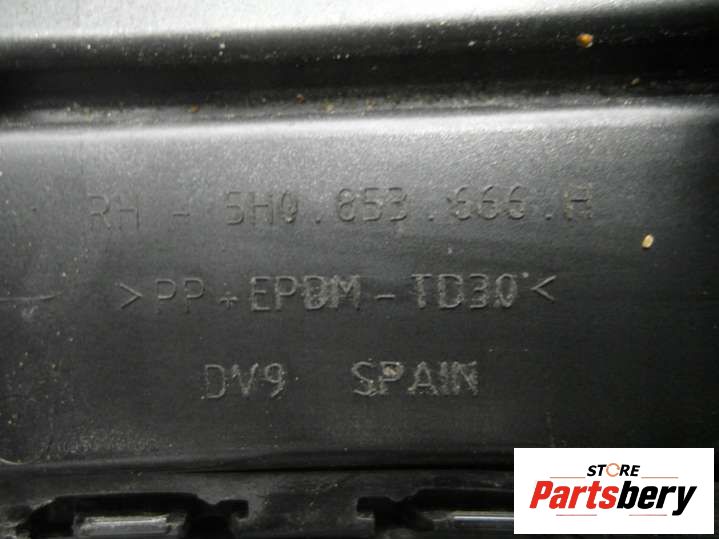 RH - 5H0.853.666.H
>PP+EPDM-TD30<
DV9 SPAIN
STORE
Partsbery